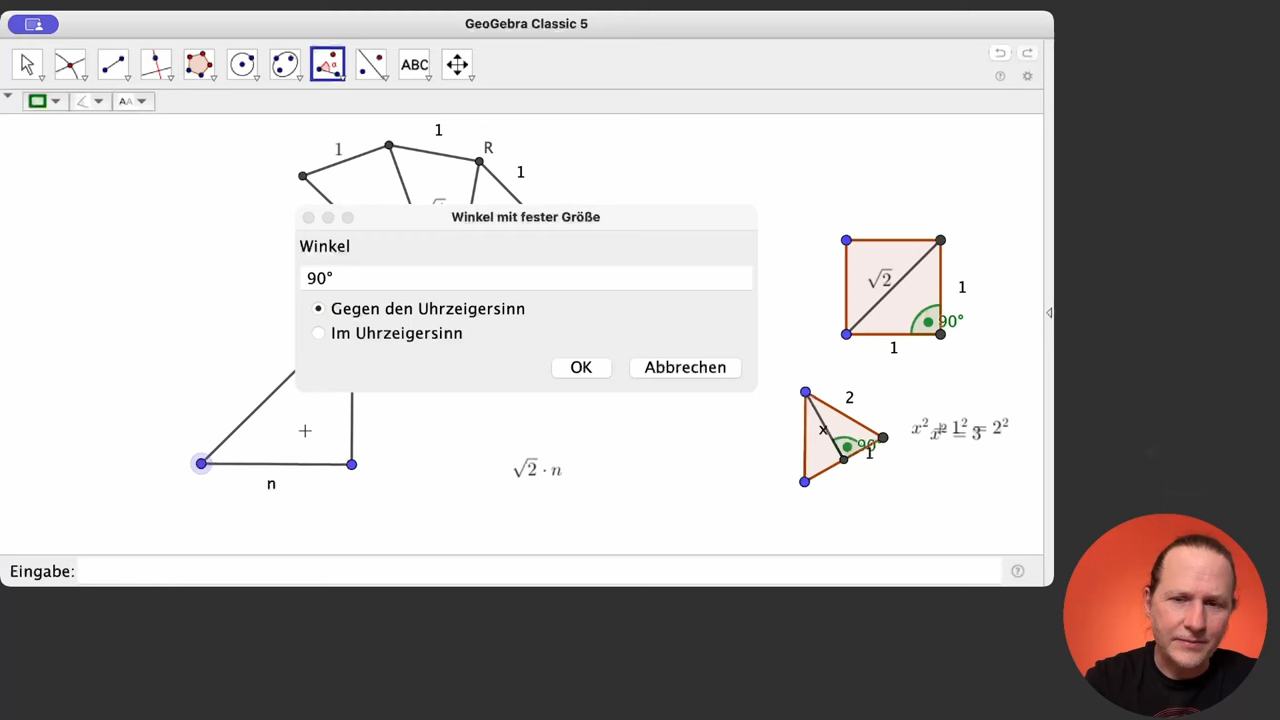 GeoGebra Classic 5
ABC
AA
1
1
R
1
Winkel mit fester Größe
Winkel
90°
Gegen den Uhrzeigersinn
Im Uhrzeigersinn
OK
Abbrechen
√2
1
90°
1
2
x
90
1
n
√2 · n
Eingabe: